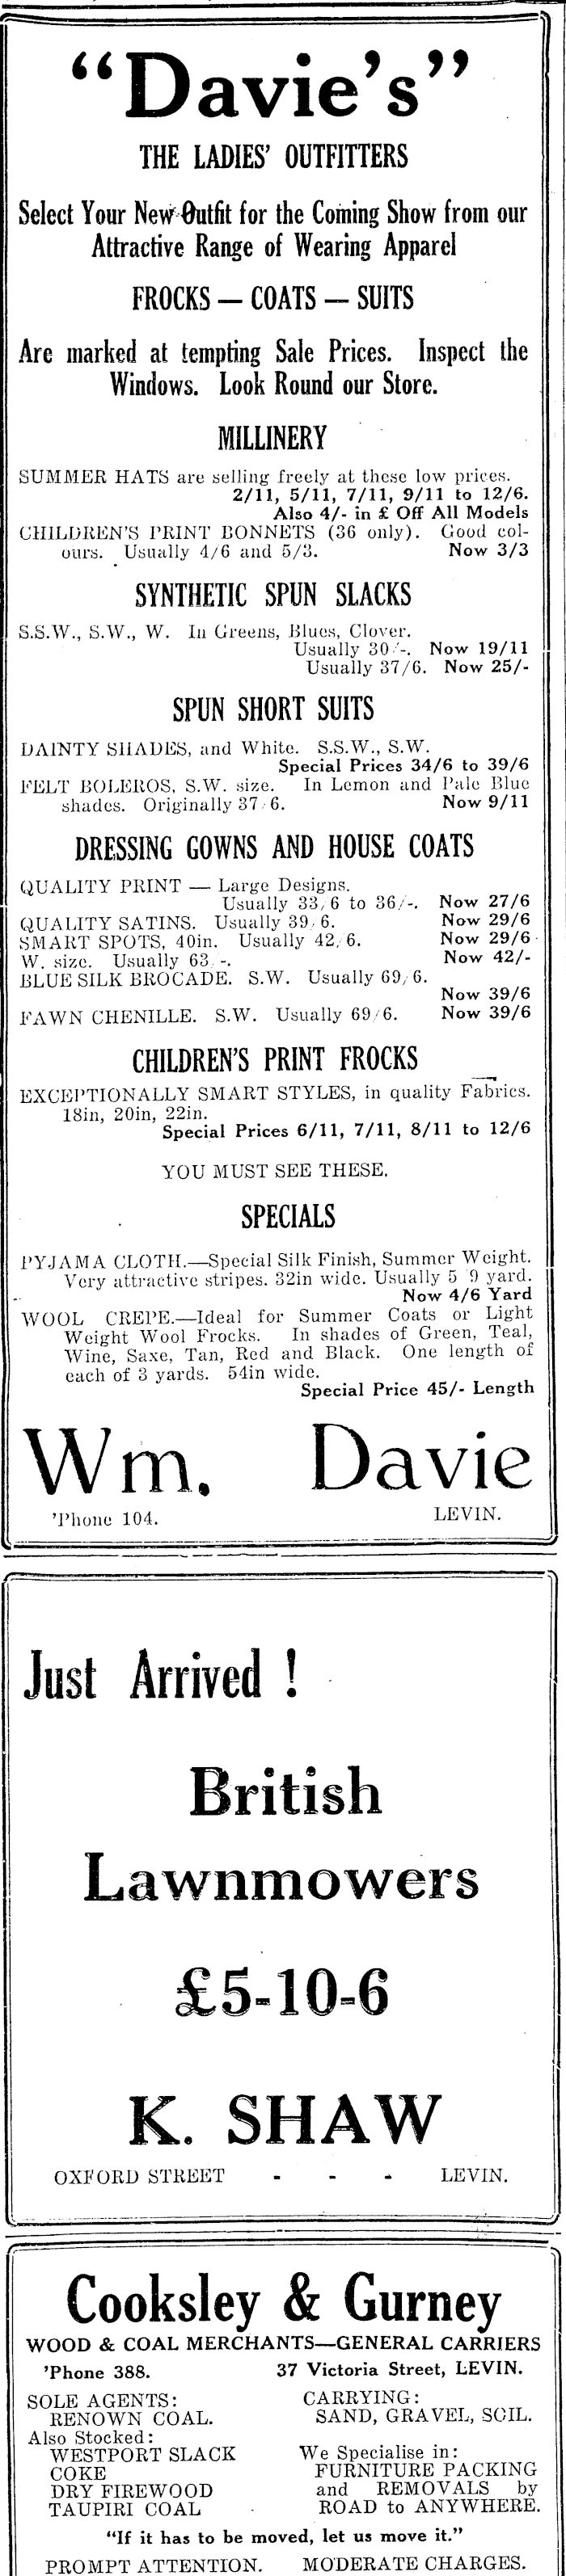 "Davie's"
THE LADIES' OUTFITTERS
Select Your New Outfit for the Coming Show from our
Attractive Range of Wearing Apparel
FROCKS — COATS — SUITS
Are marked at tempting Sale Prices. Inspect the
Windows. Look Round our Store.
MILLINERY
SUMMER HATS are selling freely at these low prices.
2/11, 5/11, 7/11, 9/11 to 12/6.
Also 4/- in £ Off All Models
CHILDREN'S PRINT BONNETS (36 only). Good col-
ours. Usually 4/6 and 5/3. Now 3/3
SYNTHETIC SPUN SLACKS
S.S.W., S.W., W. In Greens, Blues, Clover.
Usually 30/-. Now 19/11
Usually 37/6. Now 25/-
SPUN SHORT SUITS
DAINTY SHADES, and White. S.S.W., S.W.
Special Prices 34/6 to 39/6
FELT BOLEROS, S.W. size. In Lemon and Pale Blue
shades. Originally 37/6. Now 9/11
DRESSING GOWNS AND HOUSE COATS
QUALITY PRINT — Large Designs.
Usually 33/6 to 36/-. Now 27/6
QUALITY SATINS. Usually 39/6. Now 29/6
SMART SPOTS, 40in. Usually 42/6. Now 29/6
W. size. Usually 63/-. Now 42/-
BLUE SILK BROCADE. S.W. Usually 69/6.
Now 39/6
FAWN CHENILLE. S.W. Usually 69/6. Now 39/6
CHILDREN'S PRINT FROCKS
EXCEPTIONALLY SMART STYLES, in quality Fabrics.
18in, 20in, 22in.
Special Prices 6/11, 7/11, 8/11 to 12/6
YOU MUST SEE THESE.
SPECIALS
PYJAMA CLOTH.—Special Silk Finish, Summer Weight.
Very attractive stripes. 32in wide. Usually 5/9 yard.
Now 4/6 Yard
WOOL CREPE.—Ideal for Summer Coats or Light
Weight Wool Frocks. In shades of Green, Teal,
Wine, Saxe, Tan, Red and Black. One length of
each of 3 yards. 54in wide.
Special Price 45/- Length
Wm. Davie
'Phone 104. LEVIN.
Just Arrived !
British
Lawnmowers
£5-10-6
K. SHAW
OXFORD STREET - - - LEVIN.
Cooksley & Gurney
WOOD & COAL MERCHANTS—GENERAL CARRIERS
'Phone 388. 37 Victoria Street, LEVIN.
SOLE AGENTS:
RENOWN COAL.
Also Stocked:
WESTPORT SLACK
COKE
DRY FIREWOOD
TAUPIRI COAL
CARRYING:
SAND, GRAVEL, SOIL.
We Specialise in:
FURNITURE PACKING
and REMOVALS by
ROAD to ANYWHERE.
"If it has to be moved, let us move it."
PROMPT ATTENTION. MODERATE CHARGES.